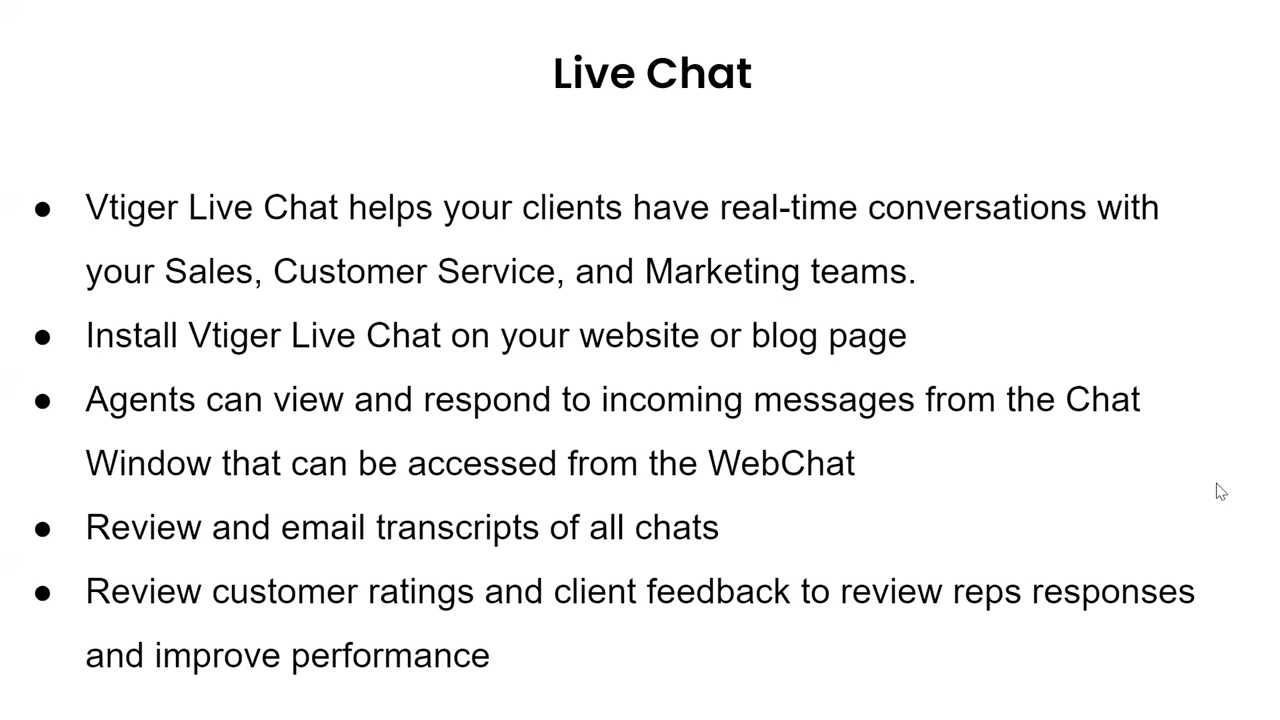 Live Chat
● Vtiger Live Chat helps your clients have real-time conversations with
your Sales, Customer Service, and Marketing teams.
● Install Vtiger Live Chat on your website or blog page
● Agents can view and respond to incoming messages from the Chat
Window that can be accessed from the WebChat
● Review and email transcripts of all chats
● Review customer ratings and client feedback to review reps responses
and improve performance